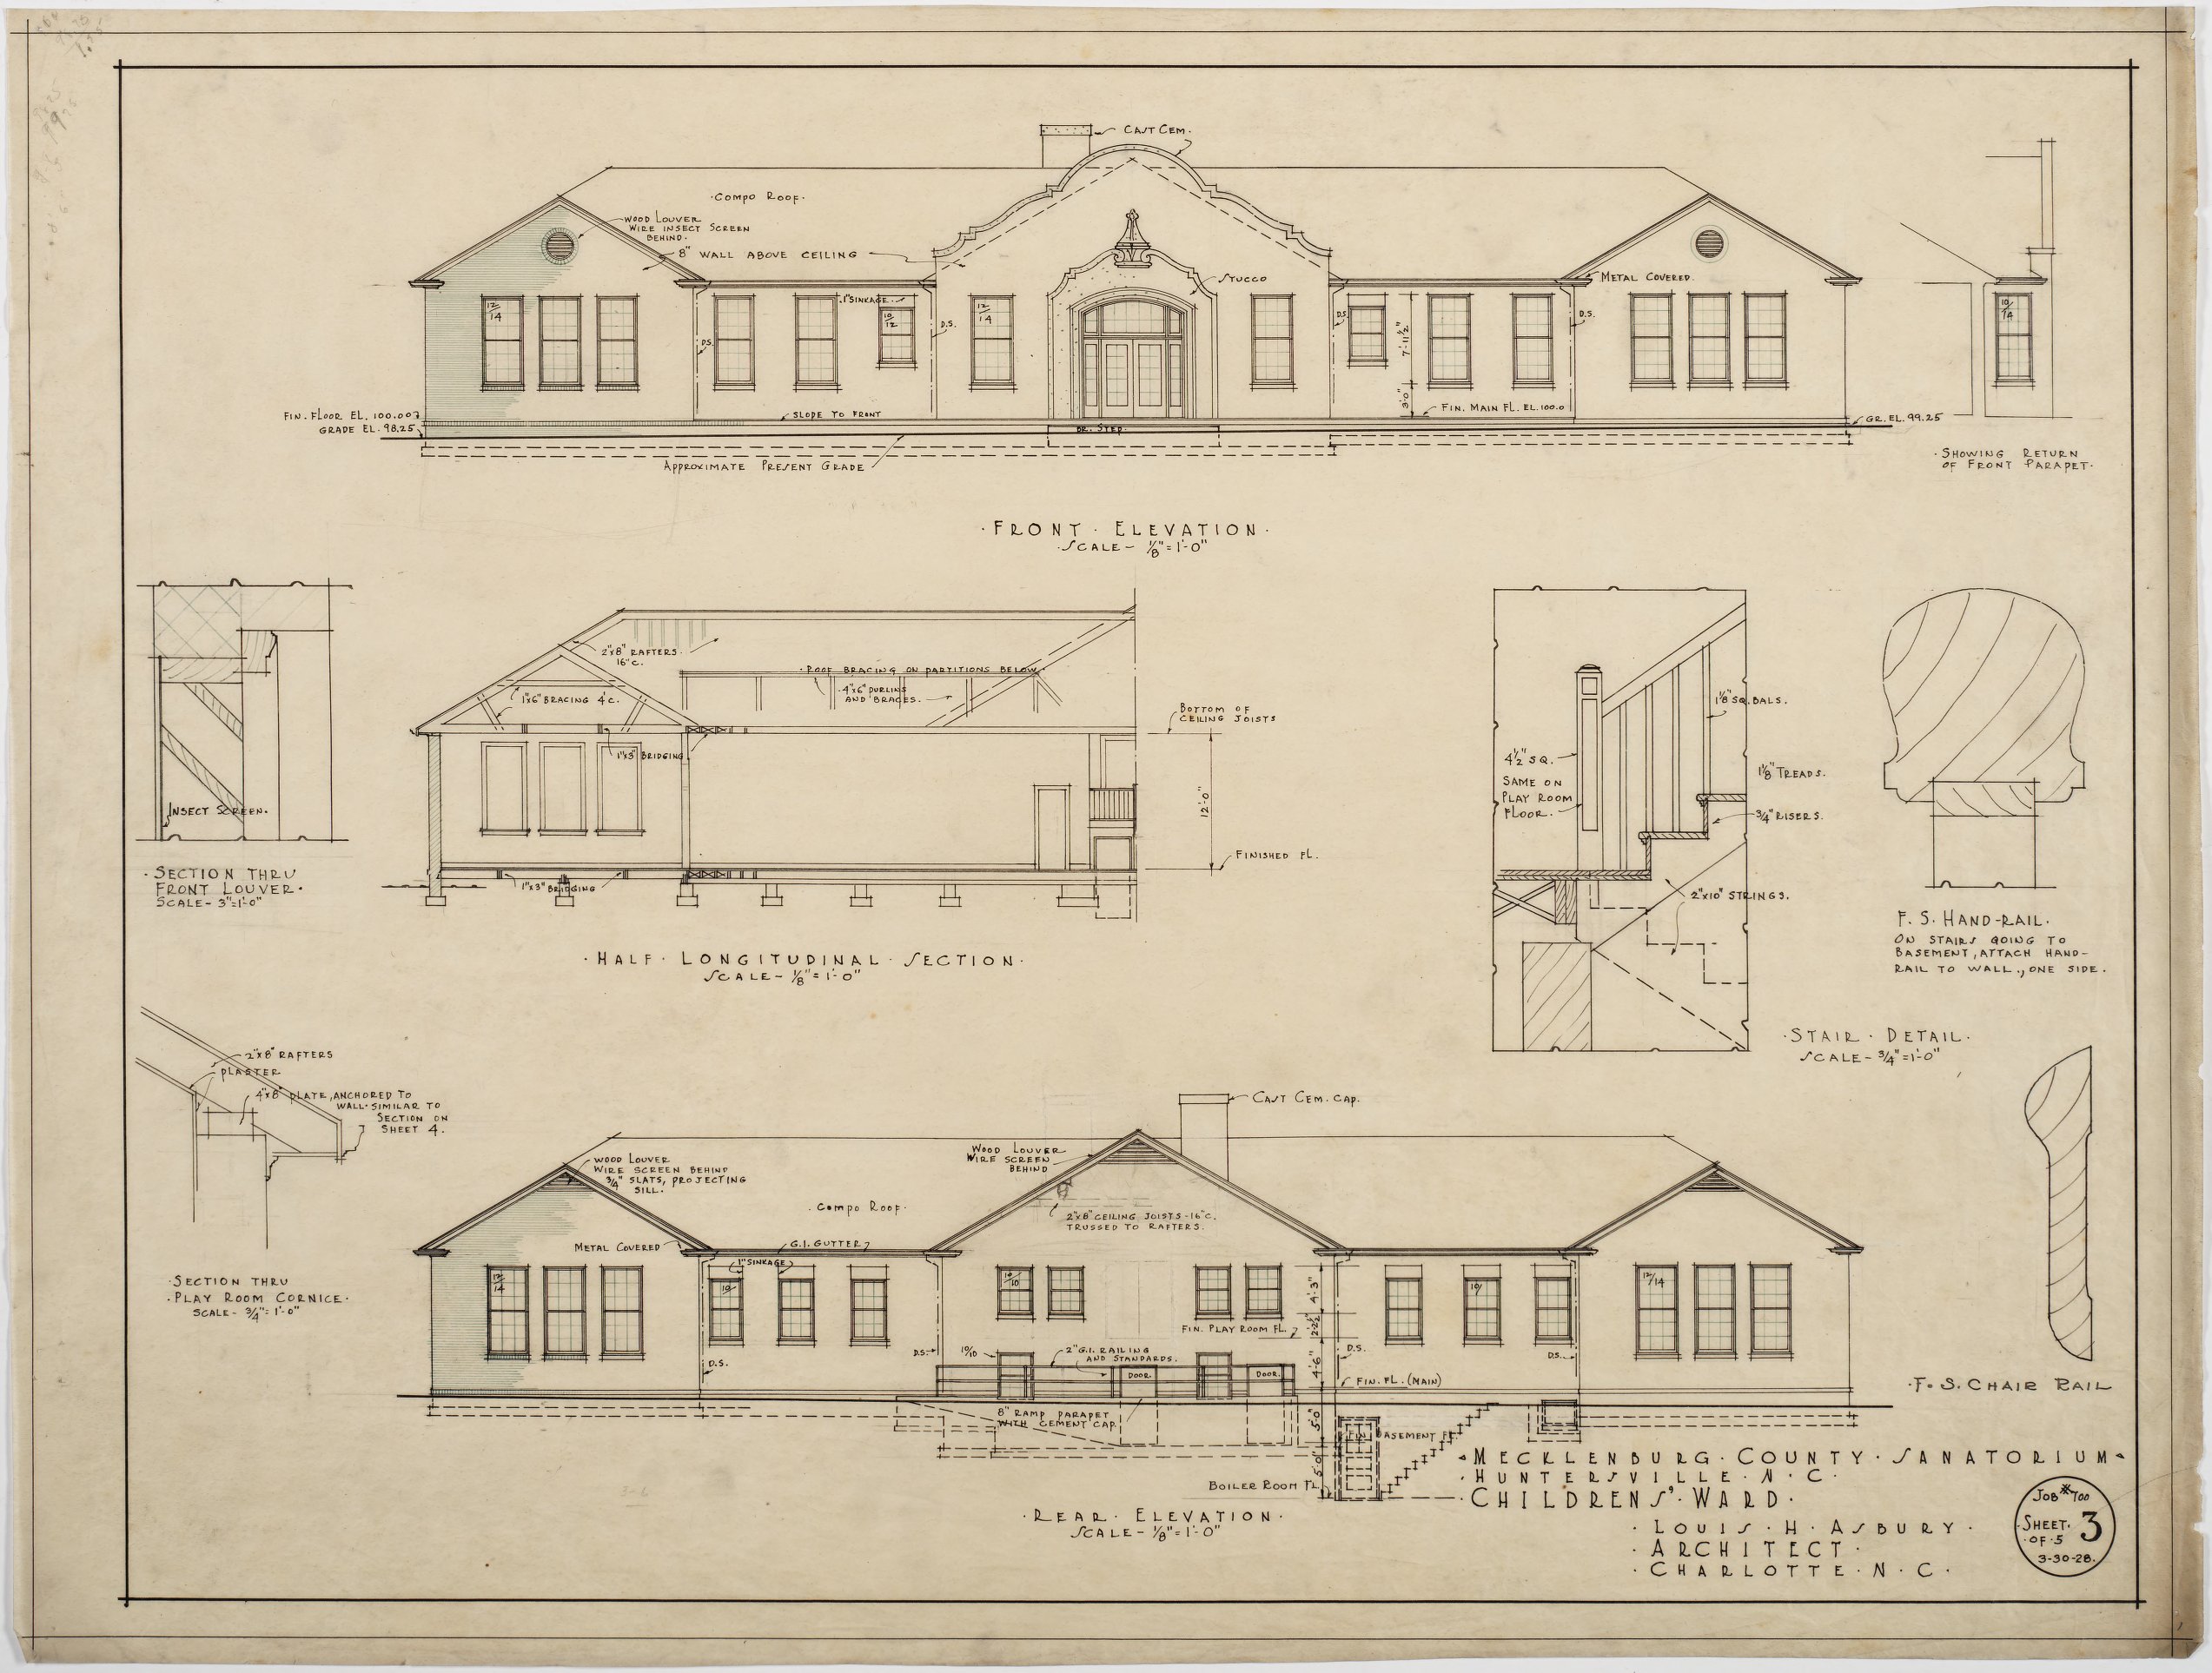 CAST CEM.
·COMPO ROOF·
WOOD LOUVER
WIRE INSECT SCREEN
BEHIND.
8" WALL ABOVE CEILING
STUCCO
METAL COVERED.
12/14
1" SINKAGE.
10/12
D.S.
12/14
D.S.
D.S.
7'-11½"
D.S.
10/14
3'-0"
FIN. FLOOR EL. 100.00
GRADE EL. 98.25
SLOPE TO FRONT
FIN. MAIN FL. EL. 100.0
GR. EL. 99.25
BR. STEP.
APPROXIMATE PRESENT GRADE
·SHOWING RETURN
OF FRONT PARAPET·
·FRONT·ELEVATION·
·SCALE- ⅛"=1'-0"
INSECT SCREEN.
·SECTION THRU
FRONT LOUVER·
SCALE- 3"=1'-0"
2"x8" RAFTERS
16"C.
·ROOF BRACING ON PARTITIONS BELOW
1"x6" BRACING 4'C.
·4"x6" PURLINS
AND BRACES.
BOTTOM OF
CEILING JOISTS
1"x3" BRIDGING
12'-0"
FINISHED FL.
1"x3" BRIDGING
·HALF·LONGITUDINAL·SECTION·
SCALE- ⅛"=1'-0"
1⅛" SQ. BALS.
4½" SQ.
SAME ON
PLAY ROOM
FLOOR.
1⅛" TREADS.
¾" RISERS.
2"x10" STRINGS.
·STAIR·DETAIL·
SCALE- ¾"=1'-0"
F. S. HAND-RAIL.
ON STAIRS GOING TO
BASEMENT, ATTACH HAND-
RAIL TO WALL., ONE SIDE.
2"x8" RAFTERS
PLASTER
4"x8" PLATE, ANCHORED TO
WALL·SIMILAR TO
SECTION ON
SHEET 4.
·SECTION THRU
·PLAY ROOM CORNICE·
SCALE- ¾"=1'-0"
CAST CEM. CAP.
WOOD LOUVER
WIRE SCREEN BEHIND
¾" SLATS, PROJECTING
SILL.
WOOD LOUVER
WIRE SCREEN
BEHIND
·COMPO ROOF·
2"x8" CEILING JOISTS-16"C.
TRUSSED TO RAFTERS.
METAL COVERED
G.I. GUTTER
1" SINKAGE
12/14
10/10
12/14
4'-3"
FIN. PLAY ROOM FL.
2'-2½"
D.S.
D.S.
10/10
2" G.I. RAILING
AND STANDARDS.
DOOR
DOOR.
4'-6"
D.S.
D.S.
FIN. FL. (MAIN)
8" RAMP PARAPET
WITH CEMENT CAP.
5'-0"
FIN. BASEMENT FL.
5'-0"
BOILER ROOM FL.
·REAR·ELEVATION·
SCALE- ⅛"=1'-0"
·F. S. CHAIR RAIL
·MECKLENBURG·COUNTY·SANATORIUM·
·HUNTERSVILLE·N·C·
·CHILDRENS'·WARD·
·LOUIS·H·ASBURY·
·ARCHITECT·
·CHARLOTTE·N·C·
JOB #700
SHEET· 3
·OF·5
3-30-28.